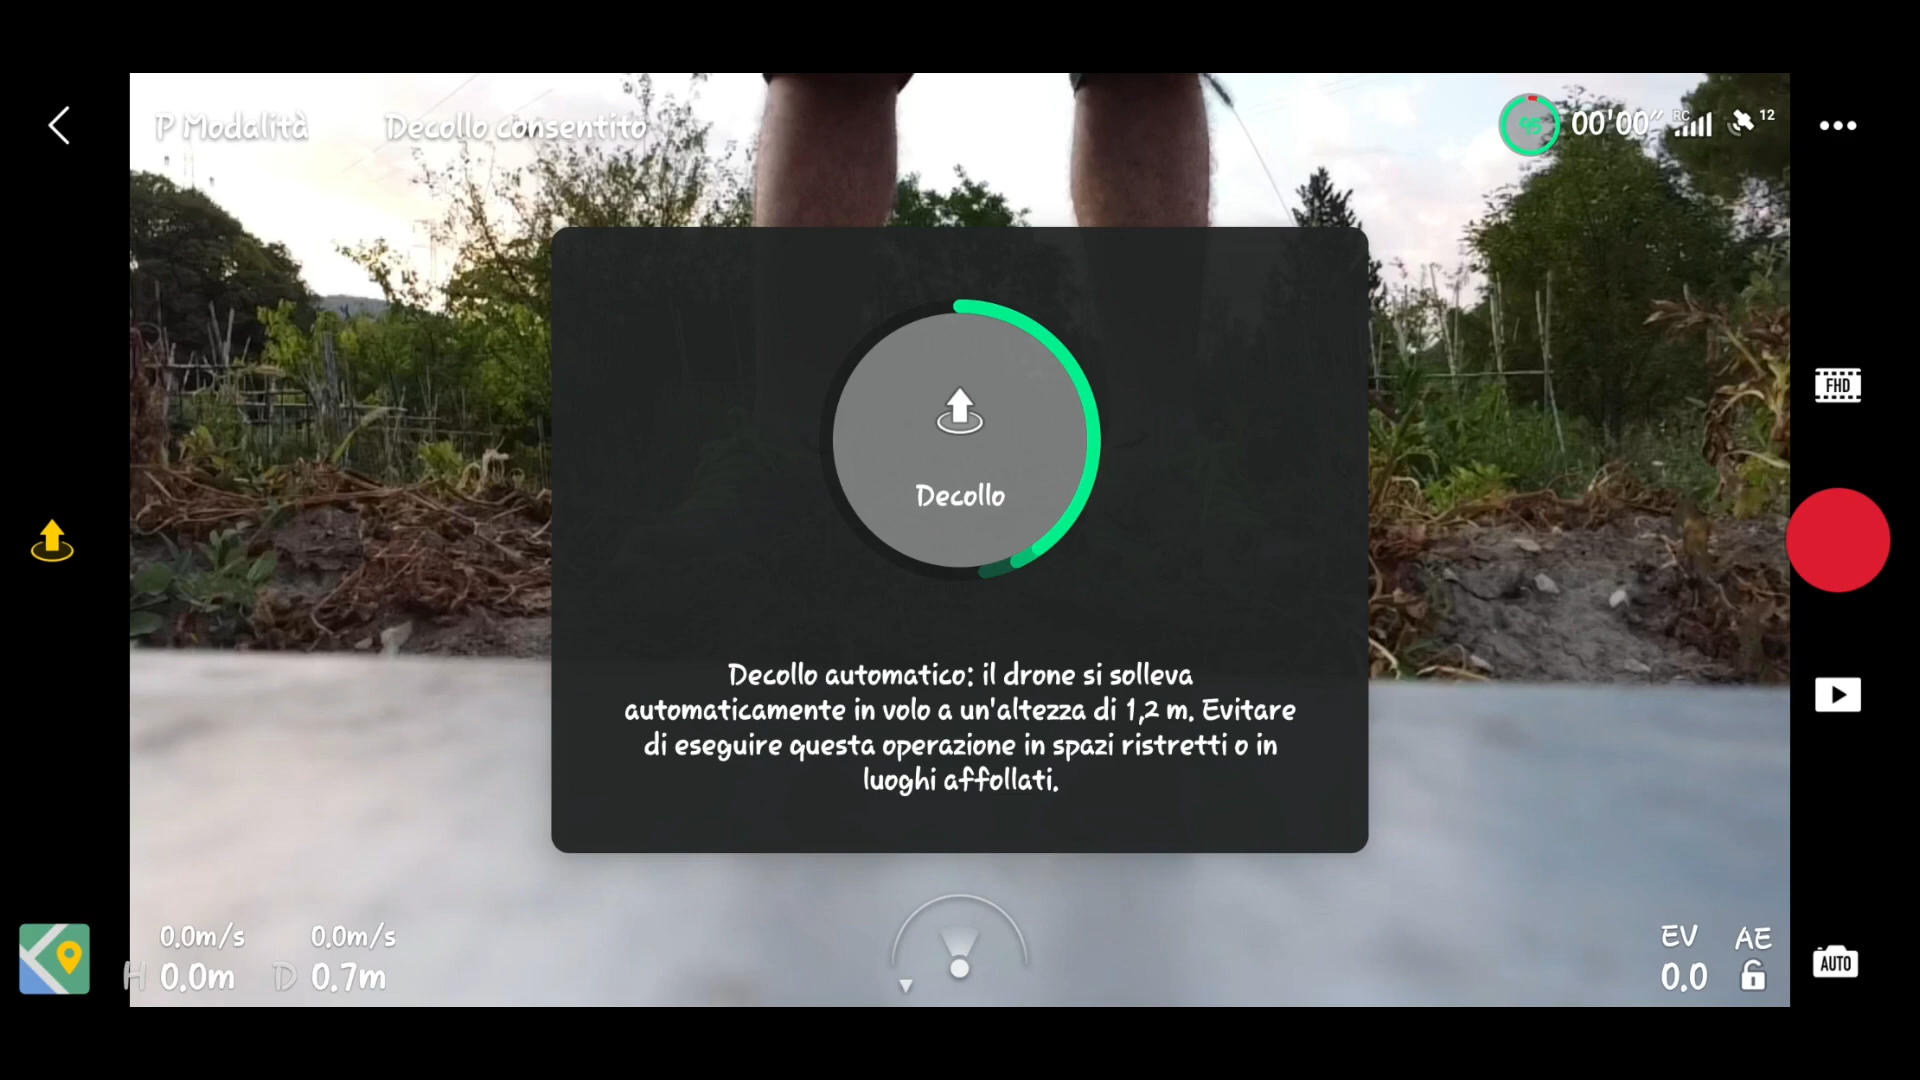 P Modalità
Decollo consentito
95
00'00"
RC
12
FHD
Decollo
Decollo automatico: il drone si solleva
automaticamente in volo a un'altezza di 1,2 m. Evitare
di eseguire questa operazione in spazi ristretti o in
luoghi affollati.
0.0m/s
0.0m/s
H 0.0m
D 0.7m
EV
AE
0.0
AUTO